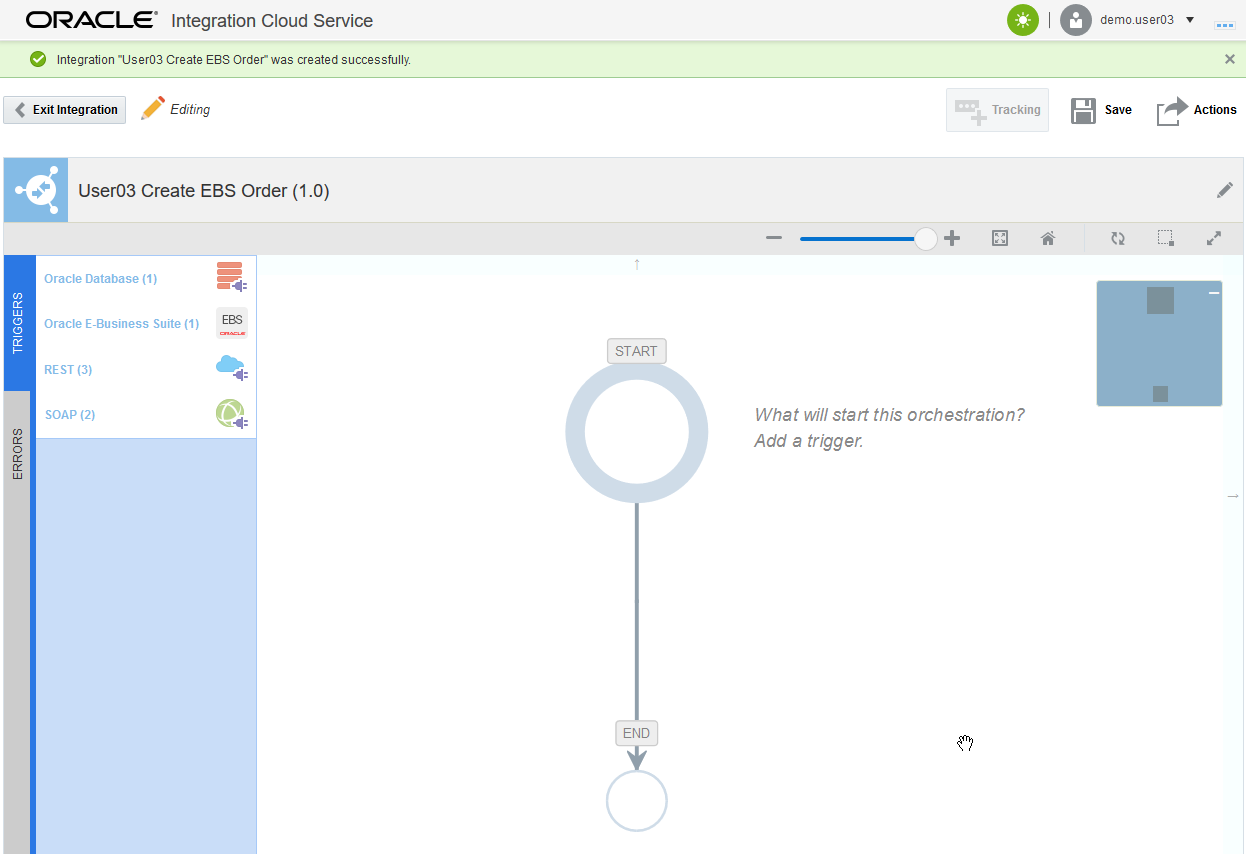 ORACLE Integration Cloud Service
demo.user03
Integration "User03 Create EBS Order" was created successfully.
Exit Integration
Editing
Tracking
Save
Actions
User03 Create EBS Order (1.0)
TRIGGERS
ERRORS
Oracle Database (1)
Oracle E-Business Suite (1)
EBS
ORACLE
REST (3)
SOAP (2)
START
What will start this orchestration?
Add a trigger.
END